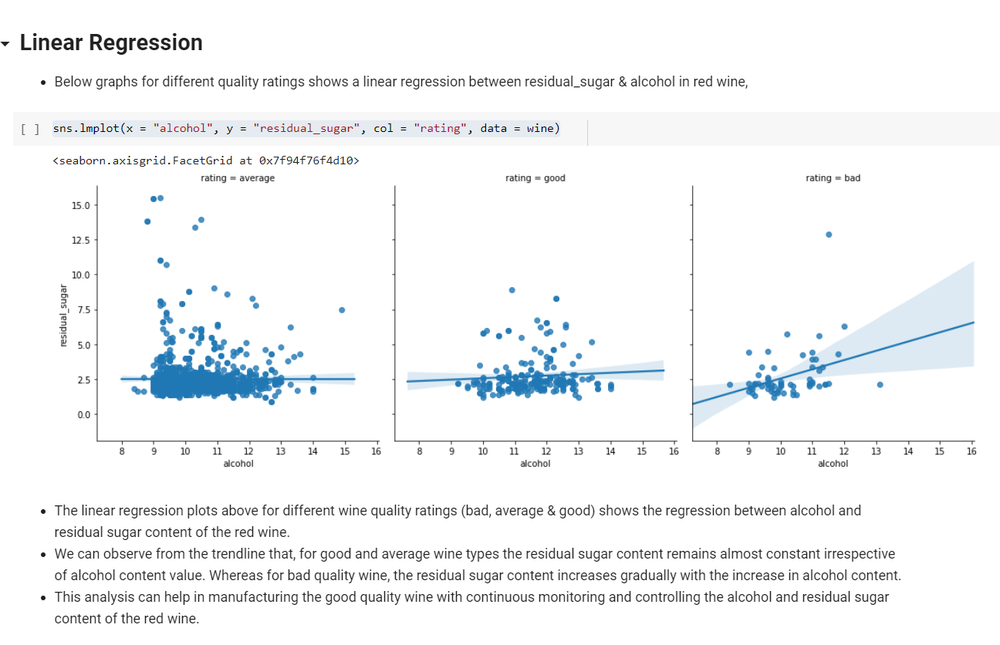 Linear Regression
• Below graphs for different quality ratings shows a linear regression between residual_sugar & alcohol in red wine,
[ ] sns.lmplot(x = "alcohol", y = "residual_sugar", col = "rating", data = wine)
<seaborn.axisgrid.FacetGrid at 0x7f94f76f4d10>
rating = average rating = good rating = bad
15.0
12.5
10.0
7.5
5.0
2.5
0.0
residual_sugar
8 9 10 11 12 13 14 15 16 8 9 10 11 12 13 14 15 16 8 9 10 11 12 13 14 15 16
alcohol alcohol alcohol
• The linear regression plots above for different wine quality ratings (bad, average & good) shows the regression between alcohol and
residual sugar content of the red wine.
• We can observe from the trendline that, for good and average wine types the residual sugar content remains almost constant irrespective
of alcohol content value. Whereas for bad quality wine, the residual sugar content increases gradually with the increase in alcohol content.
• This analysis can help in manufacturing the good quality wine with continuous monitoring and controlling the alcohol and residual sugar
content of the red wine.